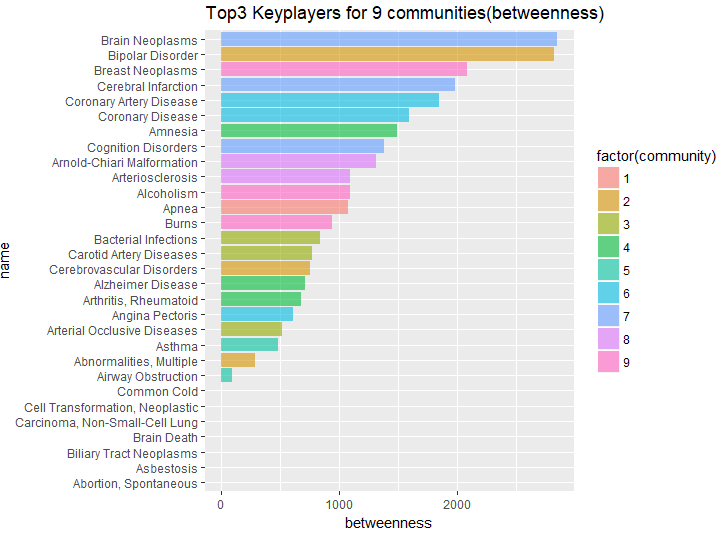 Top3 Keyplayers for 9 communities(betweenness)
Brain Neoplasms
Bipolar Disorder
Breast Neoplasms
Cerebral Infarction
Coronary Artery Disease
Coronary Disease
Amnesia
Cognition Disorders
Arnold-Chiari Malformation
Arteriosclerosis
Alcoholism
Apnea
Burns
Bacterial Infections
Carotid Artery Diseases
Cerebrovascular Disorders
Alzheimer Disease
Arthritis, Rheumatoid
Angina Pectoris
Arterial Occlusive Diseases
Asthma
Abnormalities, Multiple
Airway Obstruction
Common Cold
Cell Transformation, Neoplastic
Carcinoma, Non-Small-Cell Lung
Brain Death
Biliary Tract Neoplasms
Asbestosis
Abortion, Spontaneous
name
0 1000 2000
betweenness
factor(community)
1
2
3
4
5
6
7
8
9